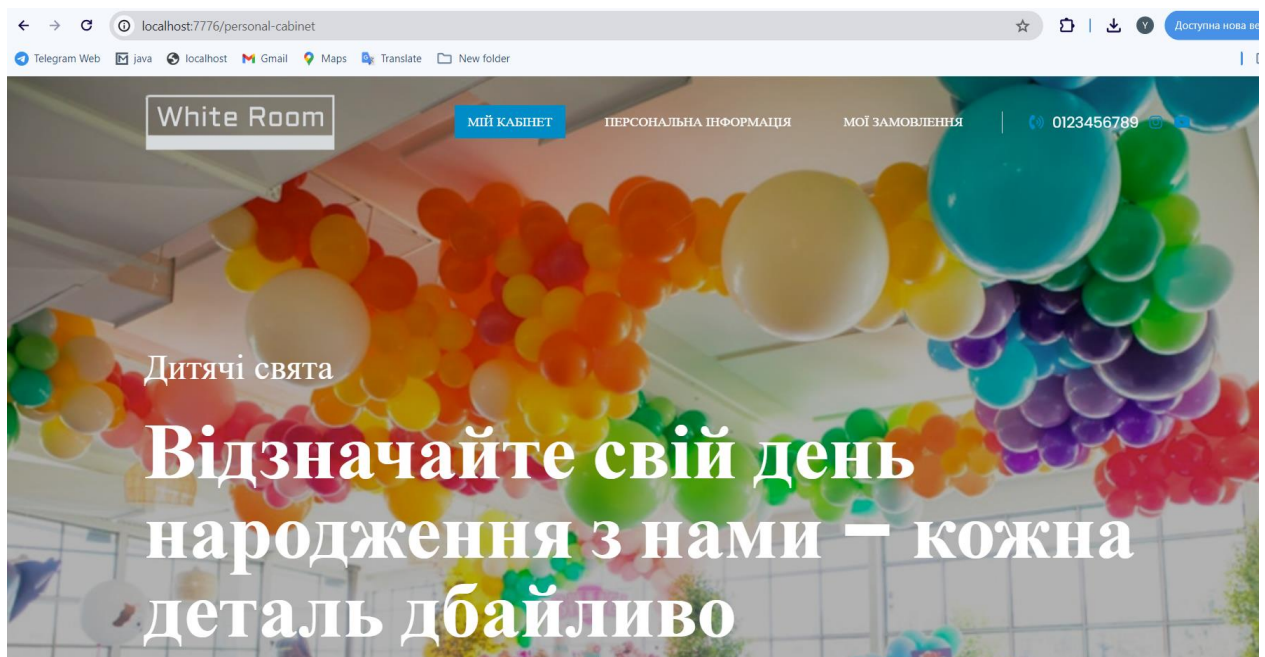 localhost:7776/personal-cabinet
Y
Доступна нова ве
Telegram Web java localhost Gmail Maps Translate New folder
White Room
МІЙ КАБІНЕТ ПЕРСОНАЛЬНА ІНФОРМАЦІЯ МОЇ ЗАМОВЛЕННЯ 0123456789
Дитячі свята
Відзначайте свій день
народження з нами – кожна
деталь дбайливо